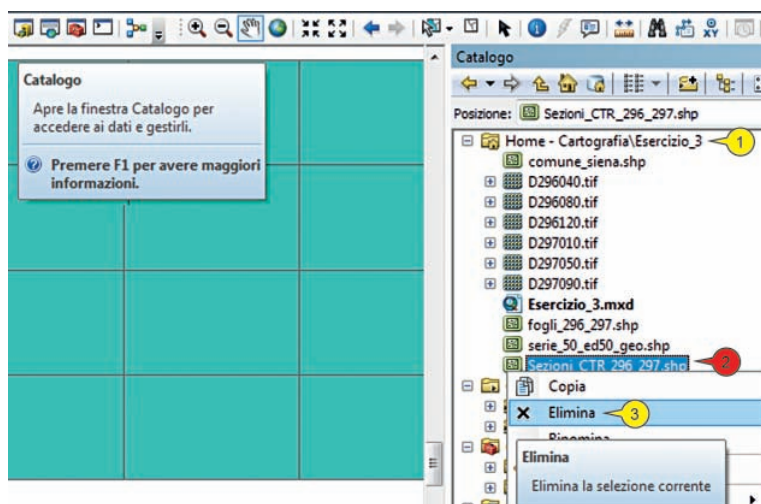 Catalogo
Apre la finestra Catalogo per
accedere ai dati e gestirli.
Premere F1 per avere maggiori
informazioni.
Catalogo
Posizione: Sezioni_CTR_296_297.shp
Home - Cartografia\Esercizio_3
1
comune_siena.shp
D296040.tif
D296080.tif
D296120.tif
D297010.tif
D297050.tif
D297090.tif
Esercizio_3.mxd
fogli_296_297.shp
serie_50_ed50_geo.shp
Sezioni_CTR_296_297.shp
2
Copia
Elimina
3
Rinomina
Elimina
Elimina la selezione corrente